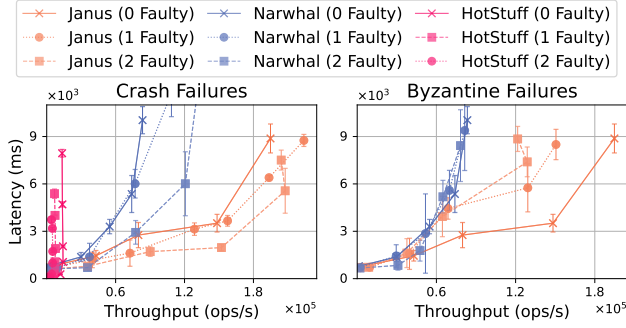 Janus (0 Faulty) Narwhal (0 Faulty) HotStuff (0 Faulty)
Janus (1 Faulty) Narwhal (1 Faulty) HotStuff (1 Faulty)
Janus (2 Faulty) Narwhal (2 Faulty) HotStuff (2 Faulty)
×10³ Crash Failures ×10³ Byzantine Failures
9 9
6 6
3 3
0 0
Latency (ms)
0.6 1.2 1.8 0.6 1.2 1.8
Throughput (ops/s) ×10⁵ Throughput (ops/s) ×10⁵